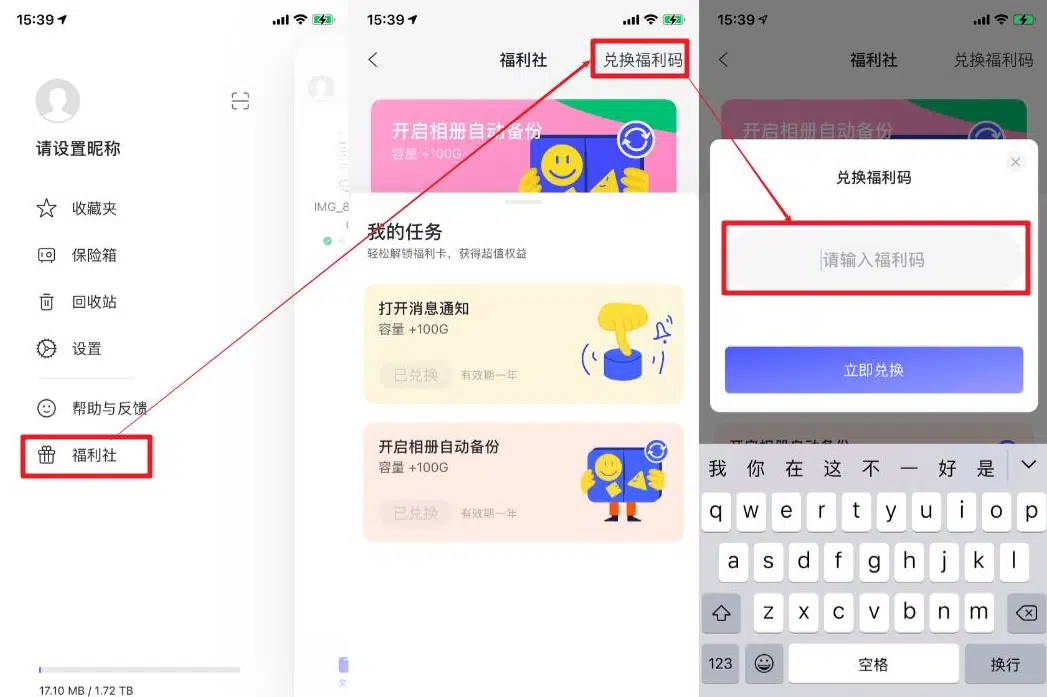 15:39
请设置昵称
收藏夹
保险箱
回收站
设置
帮助与反馈
福利社
17.10 MB / 1.72 TB
IMG_8
15:39
福利社
兑换福利码
开启相册自动备份
容量 +100G
我的任务
轻松解锁福利卡，获得超值权益
打开消息通知
容量 +100G
已兑换
有效期一年
开启相册自动备份
容量 +100G
已兑换
有效期一年
15:39
福利社
兑换福利码
开启相册自动备份
兑换福利码
请输入福利码
立即兑换
开启相册自动备份
我 你 在 这 不 一 好 是
q w e r t y u i o p
a s d f g h j k l
z x c v b n m
123
空格
换行